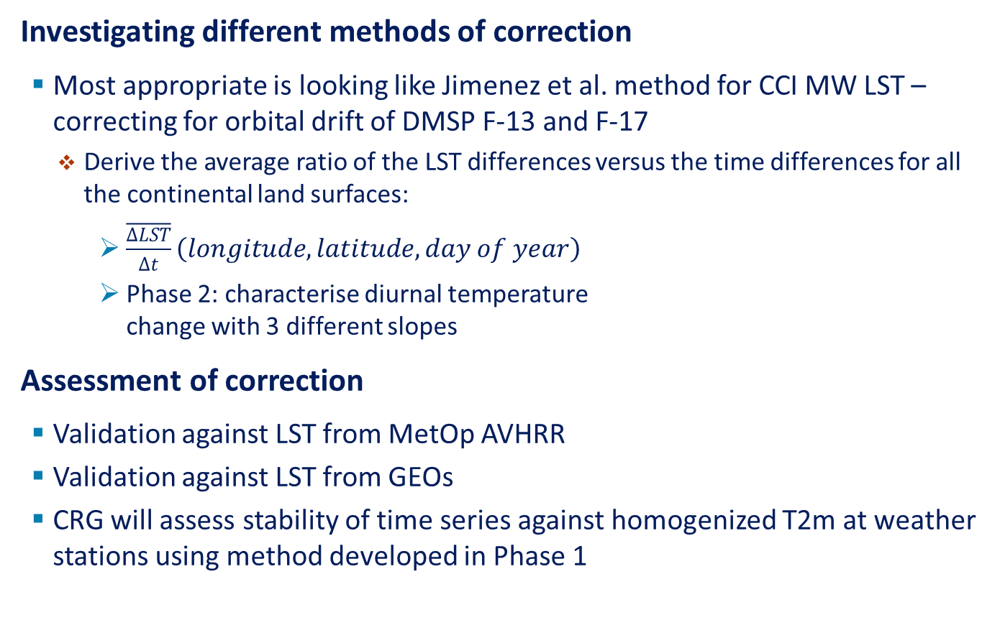 Investigating different methods of correction
▪ Most appropriate is looking like Jimenez et al. method for CCI MW LST –
correcting for orbital drift of DMSP F-13 and F-17
❖ Derive the average ratio of the LST differences versus the time differences for all
the continental land surfaces:
➢ $\frac{\overline{\Delta LST}}{\Delta t}(longitude, latitude, day\ of\ year)$
➢ Phase 2: characterise diurnal temperature
change with 3 different slopes
Assessment of correction
▪ Validation against LST from MetOp AVHRR
▪ Validation against LST from GEOs
▪ CRG will assess stability of time series against homogenized T2m at weather
stations using method developed in Phase 1